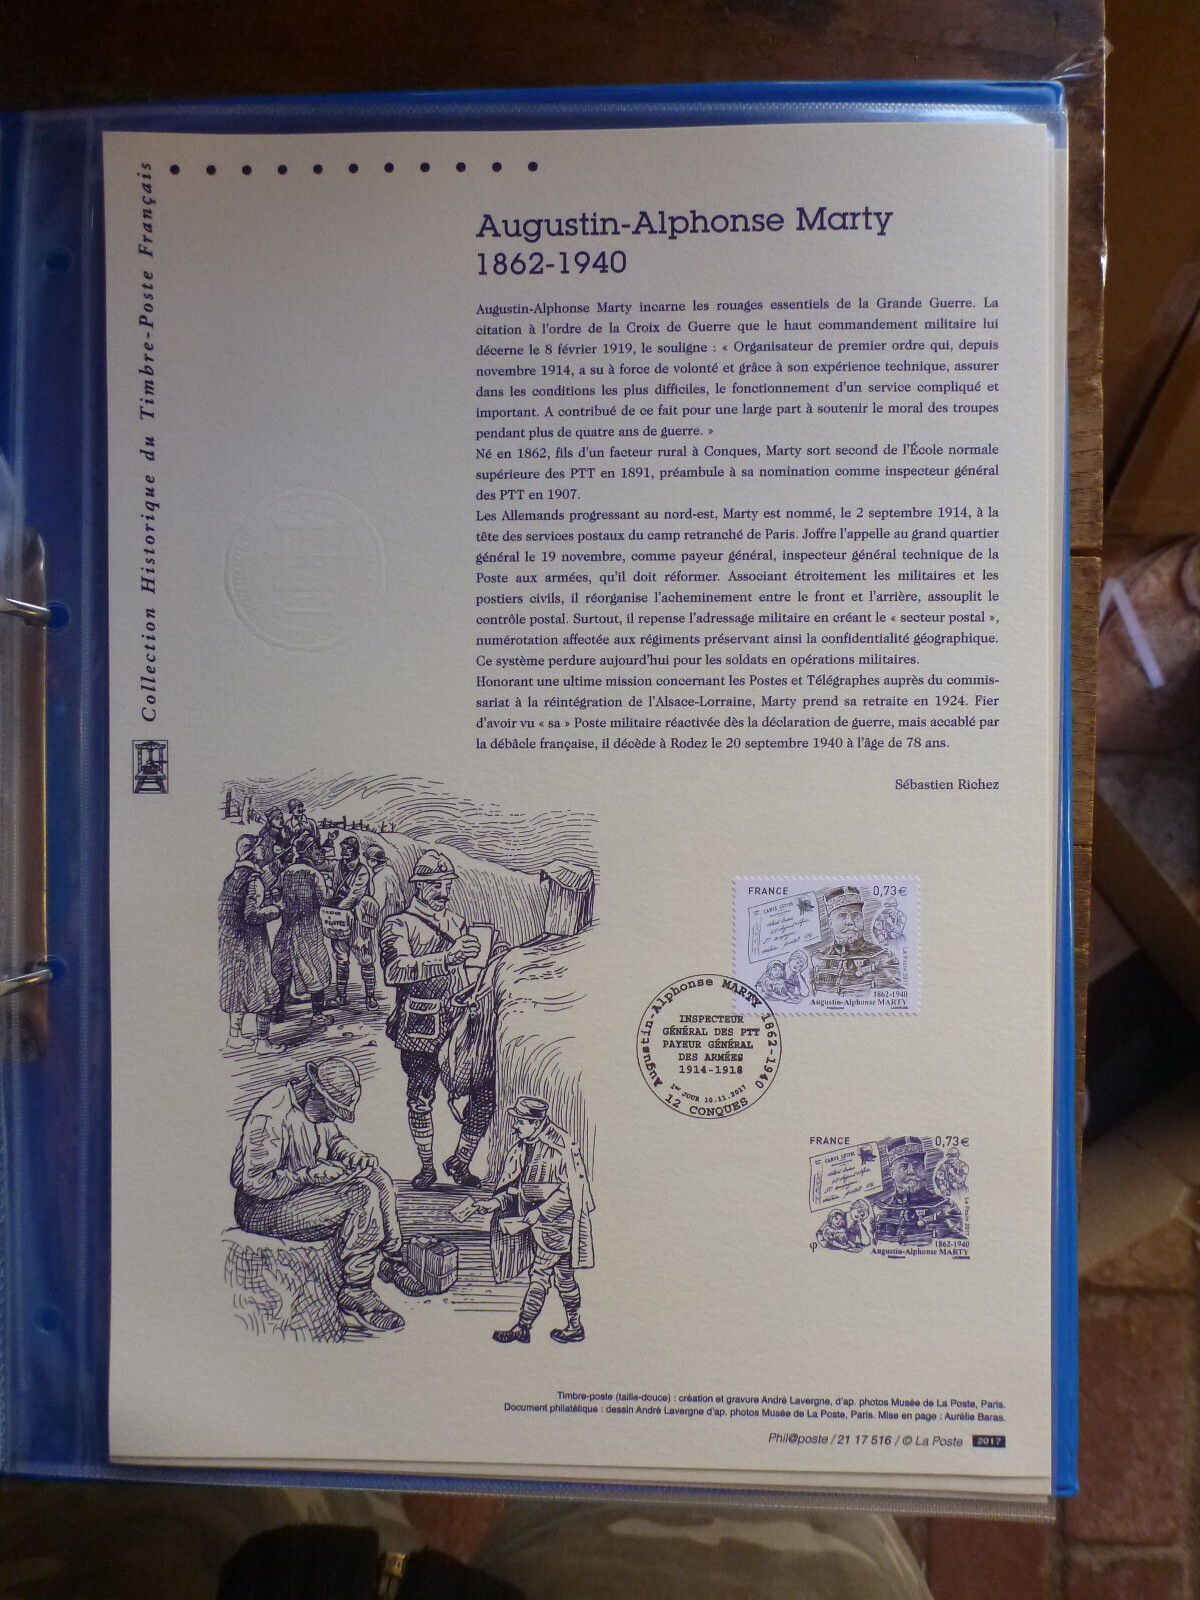 Collection Historique du Timbre-Poste Français
Augustin-Alphonse Marty
1862-1940
Augustin-Alphonse Marty incarne les rouages essentiels de la Grande Guerre. La
citation à l'ordre de la Croix de Guerre que le haut commandement militaire lui
décerne le 8 février 1919, le souligne : « Organisateur de premier ordre qui, depuis
novembre 1914, a su à force de volonté et grâce à son expérience technique, assurer
dans les conditions les plus difficiles, le fonctionnement d'un service compliqué et
important. A contribué de ce fait pour une large part à soutenir le moral des troupes
pendant plus de quatre ans de guerre. »
Né en 1862, fils d'un facteur rural à Conques, Marty sort second de l'École normale
supérieure des PTT en 1891, préambule à sa nomination comme inspecteur général
des PTT en 1907.
Les Allemands progressant au nord-est, Marty est nommé, le 2 septembre 1914, à la
tête des services postaux du camp retranché de Paris. Joffre l'appelle au grand quartier
général le 19 novembre, comme payeur général, inspecteur général technique de la
Poste aux armées, qu'il doit réformer. Associant étroitement les militaires et les
postiers civils, il réorganise l'acheminement entre le front et l'arrière, assouplit le
contrôle postal. Surtout, il repense l'adressage militaire en créant le « secteur postal »,
numérotation affectée aux régiments préservant ainsi la confidentialité géographique.
Ce système perdure aujourd'hui pour les soldats en opérations militaires.
Honorant une ultime mission concernant les Postes et Télégraphes auprès du commis-
sariat à la réintégration de l'Alsace-Lorraine, Marty prend sa retraite en 1924. Fier
d'avoir vu « sa » Poste militaire réactivée dès la déclaration de guerre, mais accablé par
la débâcle française, il décède à Rodez le 20 septembre 1940 à l'âge de 78 ans.
Sébastien Richez
FRANCE 0,73€
CARTE LETTRE
La Poste 2017
1862-1940
Augustin-Alphonse MARTY
Augustin-Alphonse MARTY 1862-1940
INSPECTEUR
GÉNÉRAL DES PTT
PAYEUR GÉNÉRAL
DES ARMÉES
1914-1918
1er JOUR 10.11.2017
12 CONQUES
FRANCE 0,73€
CARTE LETTRE
La Poste 2017
1862-1940
Augustin-Alphonse MARTY
Timbre-poste (taille-douce) : création et gravure André Lavergne, d'ap. photos Musée de La Poste, Paris.
Document philatélique : dessin André Lavergne d'ap. photos Musée de La Poste, Paris. Mise en page : Aurélie Baras.
Phil@poste / 21 17 516 / © La Poste 2017